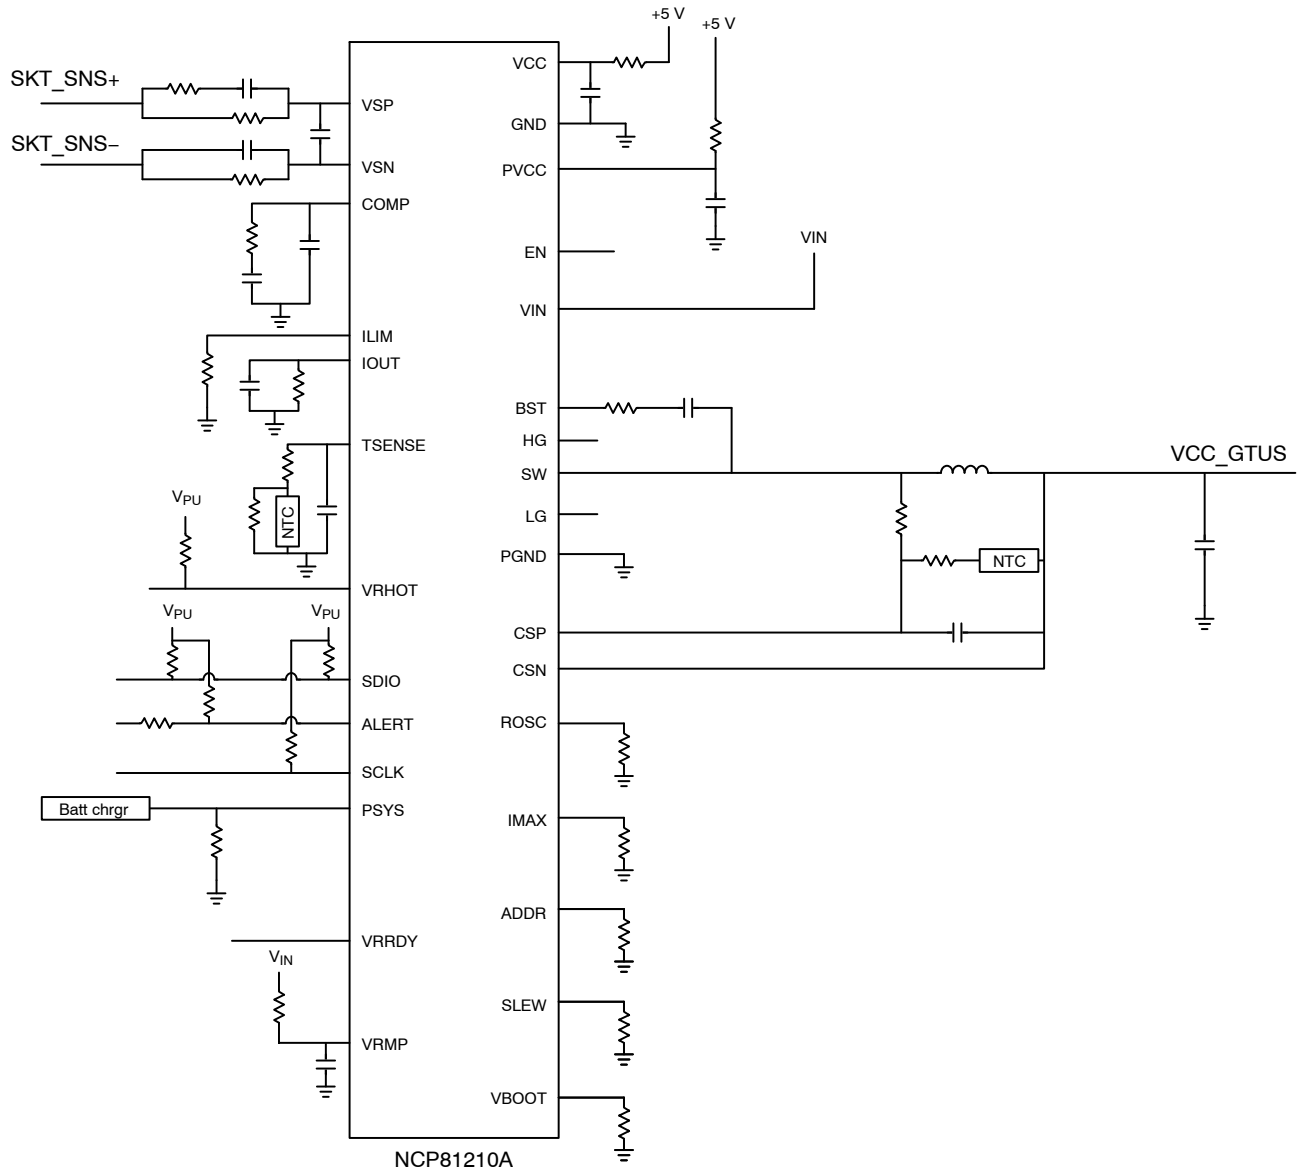 +5 V
+5 V
SKT_SNS+
SKT_SNS−
VSP
VSN
COMP
ILIM
IOUT
TSENSE
NTC
VPU
VRHOT
VPU
VPU
SDIO
ALERT
SCLK
Batt chrgr
PSYS
VRRDY
VIN
VRMP
VCC
GND
PVCC
EN
VIN
VIN
BST
HG
SW
LG
PGND
CSP
CSN
ROSC
IMAX
ADDR
SLEW
VBOOT
VCC_GTUS
NTC
NCP81210A